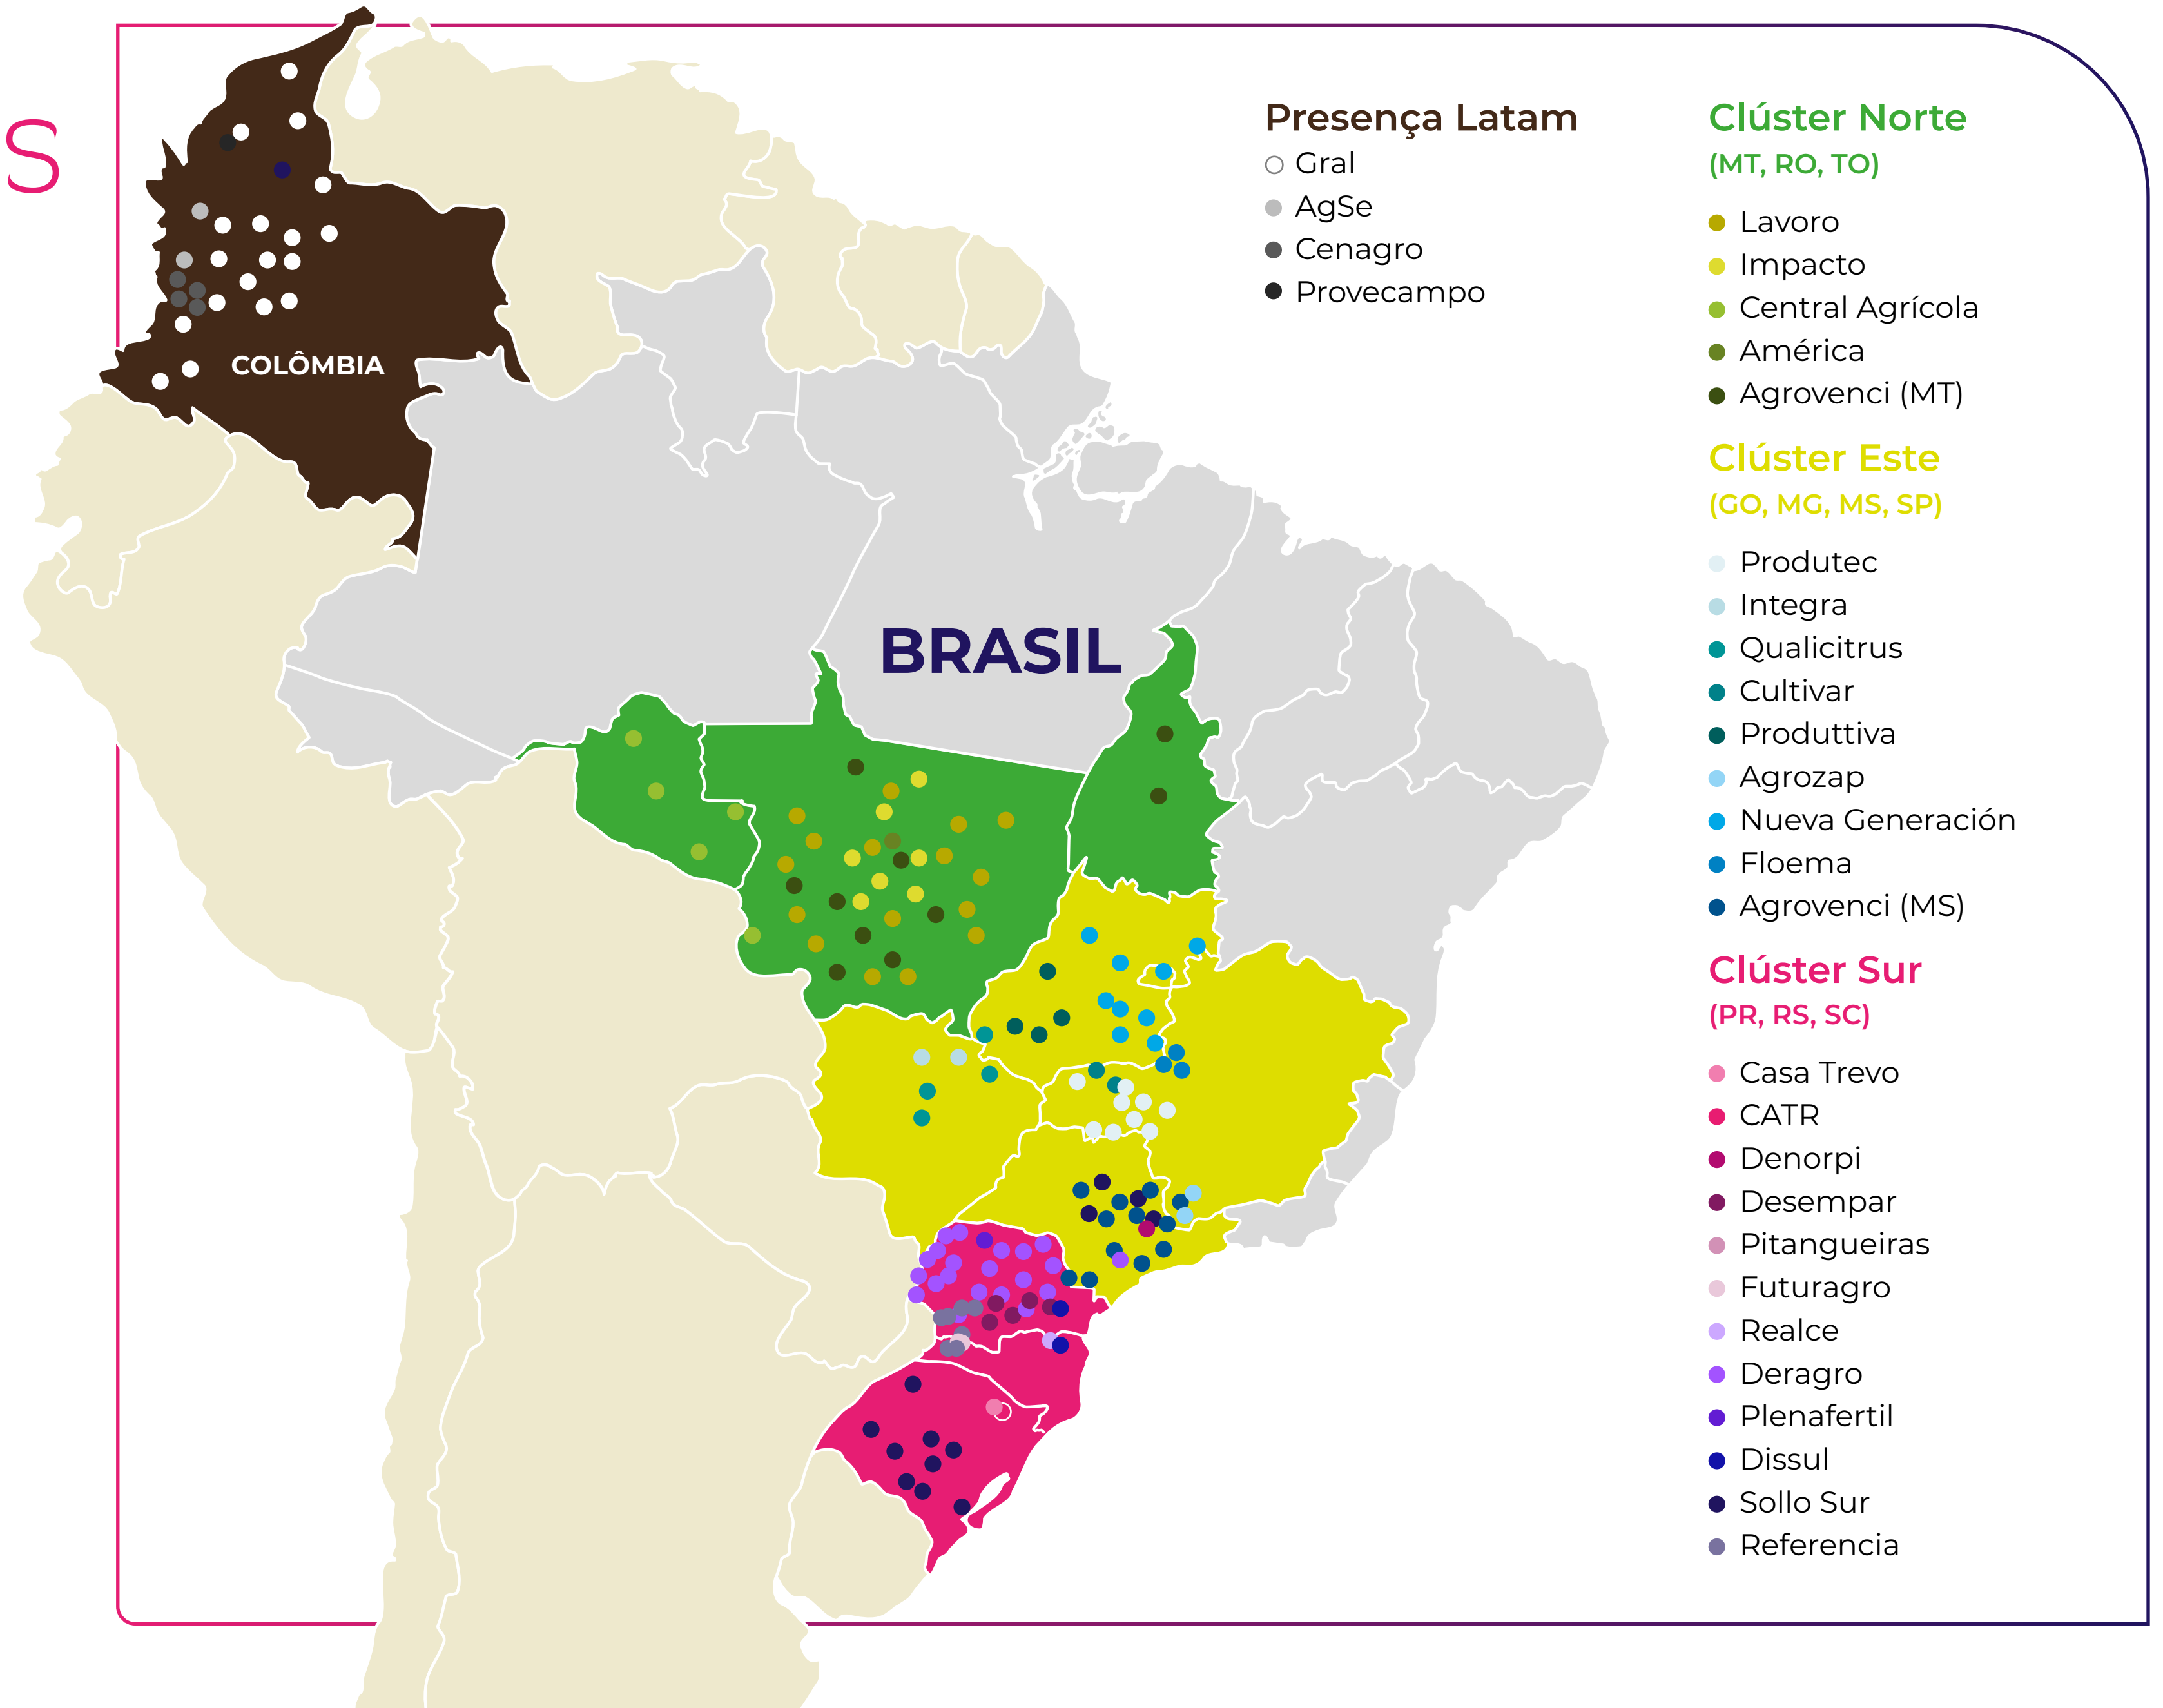 S
COLÔMBIA
BRASIL
Presença Latam
Gral
AgSe
Cenagro
Provecampo
Clúster Norte
(MT, RO, TO)
Lavoro
Impacto
Central Agrícola
América
Agrovenci (MT)
Clúster Este
(GO, MG, MS, SP)
Produtec
Integra
Qualicitrus
Cultivar
Produttiva
Agrozap
Nueva Generación
Floema
Agrovenci (MS)
Clúster Sur
(PR, RS, SC)
Casa Trevo
CATR
Denorpi
Desempar
Pitangueiras
Futuragro
Realce
Deragro
Plenafertil
Dissul
Sollo Sur
Referencia